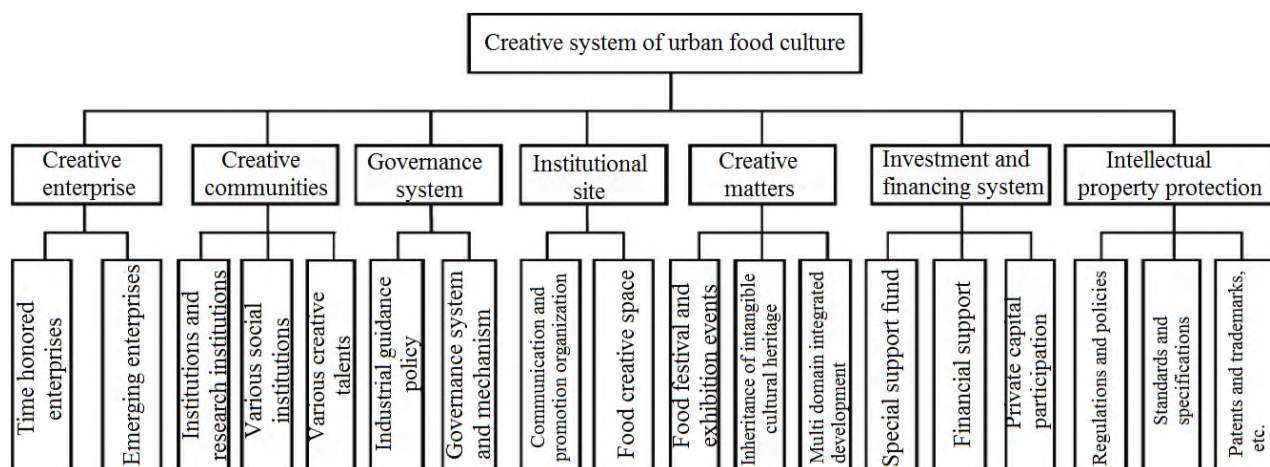 Creative system of urban food culture
Creative
enterprise
Creative
communities
Governance
system
Institutional
site
Creative
matters
Investment and
financing system
Intellectual
property protection
Time honored
enterprises
Emerging enterprises
Institutions and
research institutions
Various social
institutions
Various creative
talents
Industrial guidance
policy
Governance system
and mechanism
Communication and
promotion organization
Food creative space
Food festival and
exhibition events
Inheritance of intangible
cultural heritage
Multi domain integrated
development
Special support fund
Financial support
Private capital
participation
Regulations and policies
Standards and
specifications
Patents and trademarks,
etc.